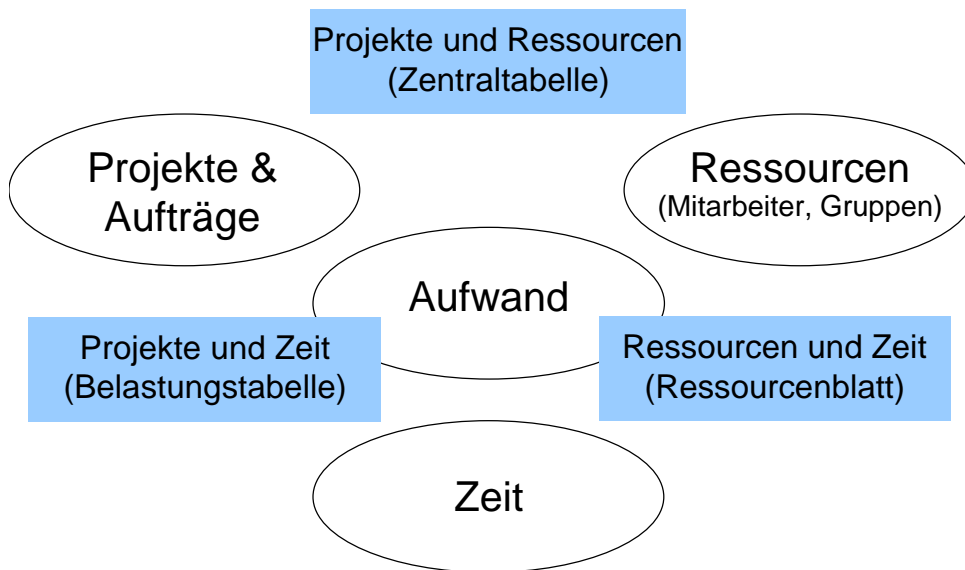 Projekte und Ressourcen
(Zentraltabelle)
Projekte &
Aufträge
Ressourcen
(Mitarbeiter, Gruppen)
Aufwand
Projekte und Zeit
(Belastungstabelle)
Ressourcen und Zeit
(Ressourcenblatt)
Zeit